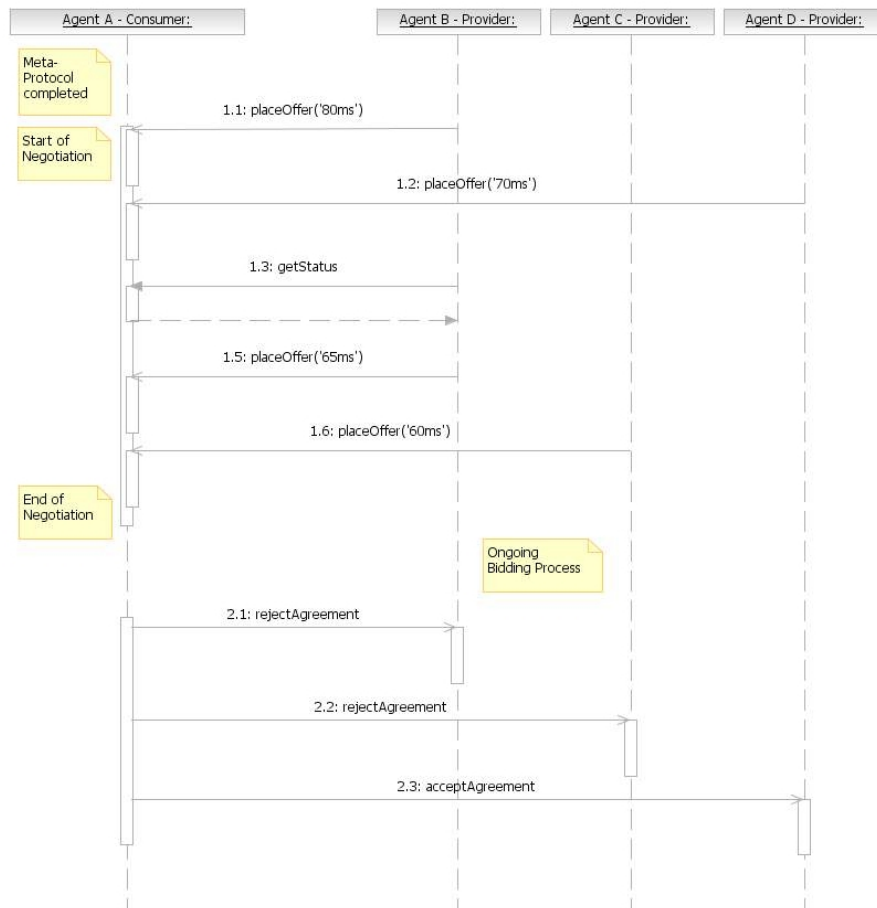 Agent A - Consumer:
Agent B - Provider:
Agent C - Provider:
Agent D - Provider:
Meta-
Protocol
completed
1.1: placeOffer('80ms')
Start of
Negotiation
1.2: placeOffer('70ms')
1.3: getStatus
1.5: placeOffer('65ms')
1.6: placeOffer('60ms')
End of
Negotiation
Ongoing
Bidding Process
2.1: rejectAgreement
2.2: rejectAgreement
2.3: acceptAgreement